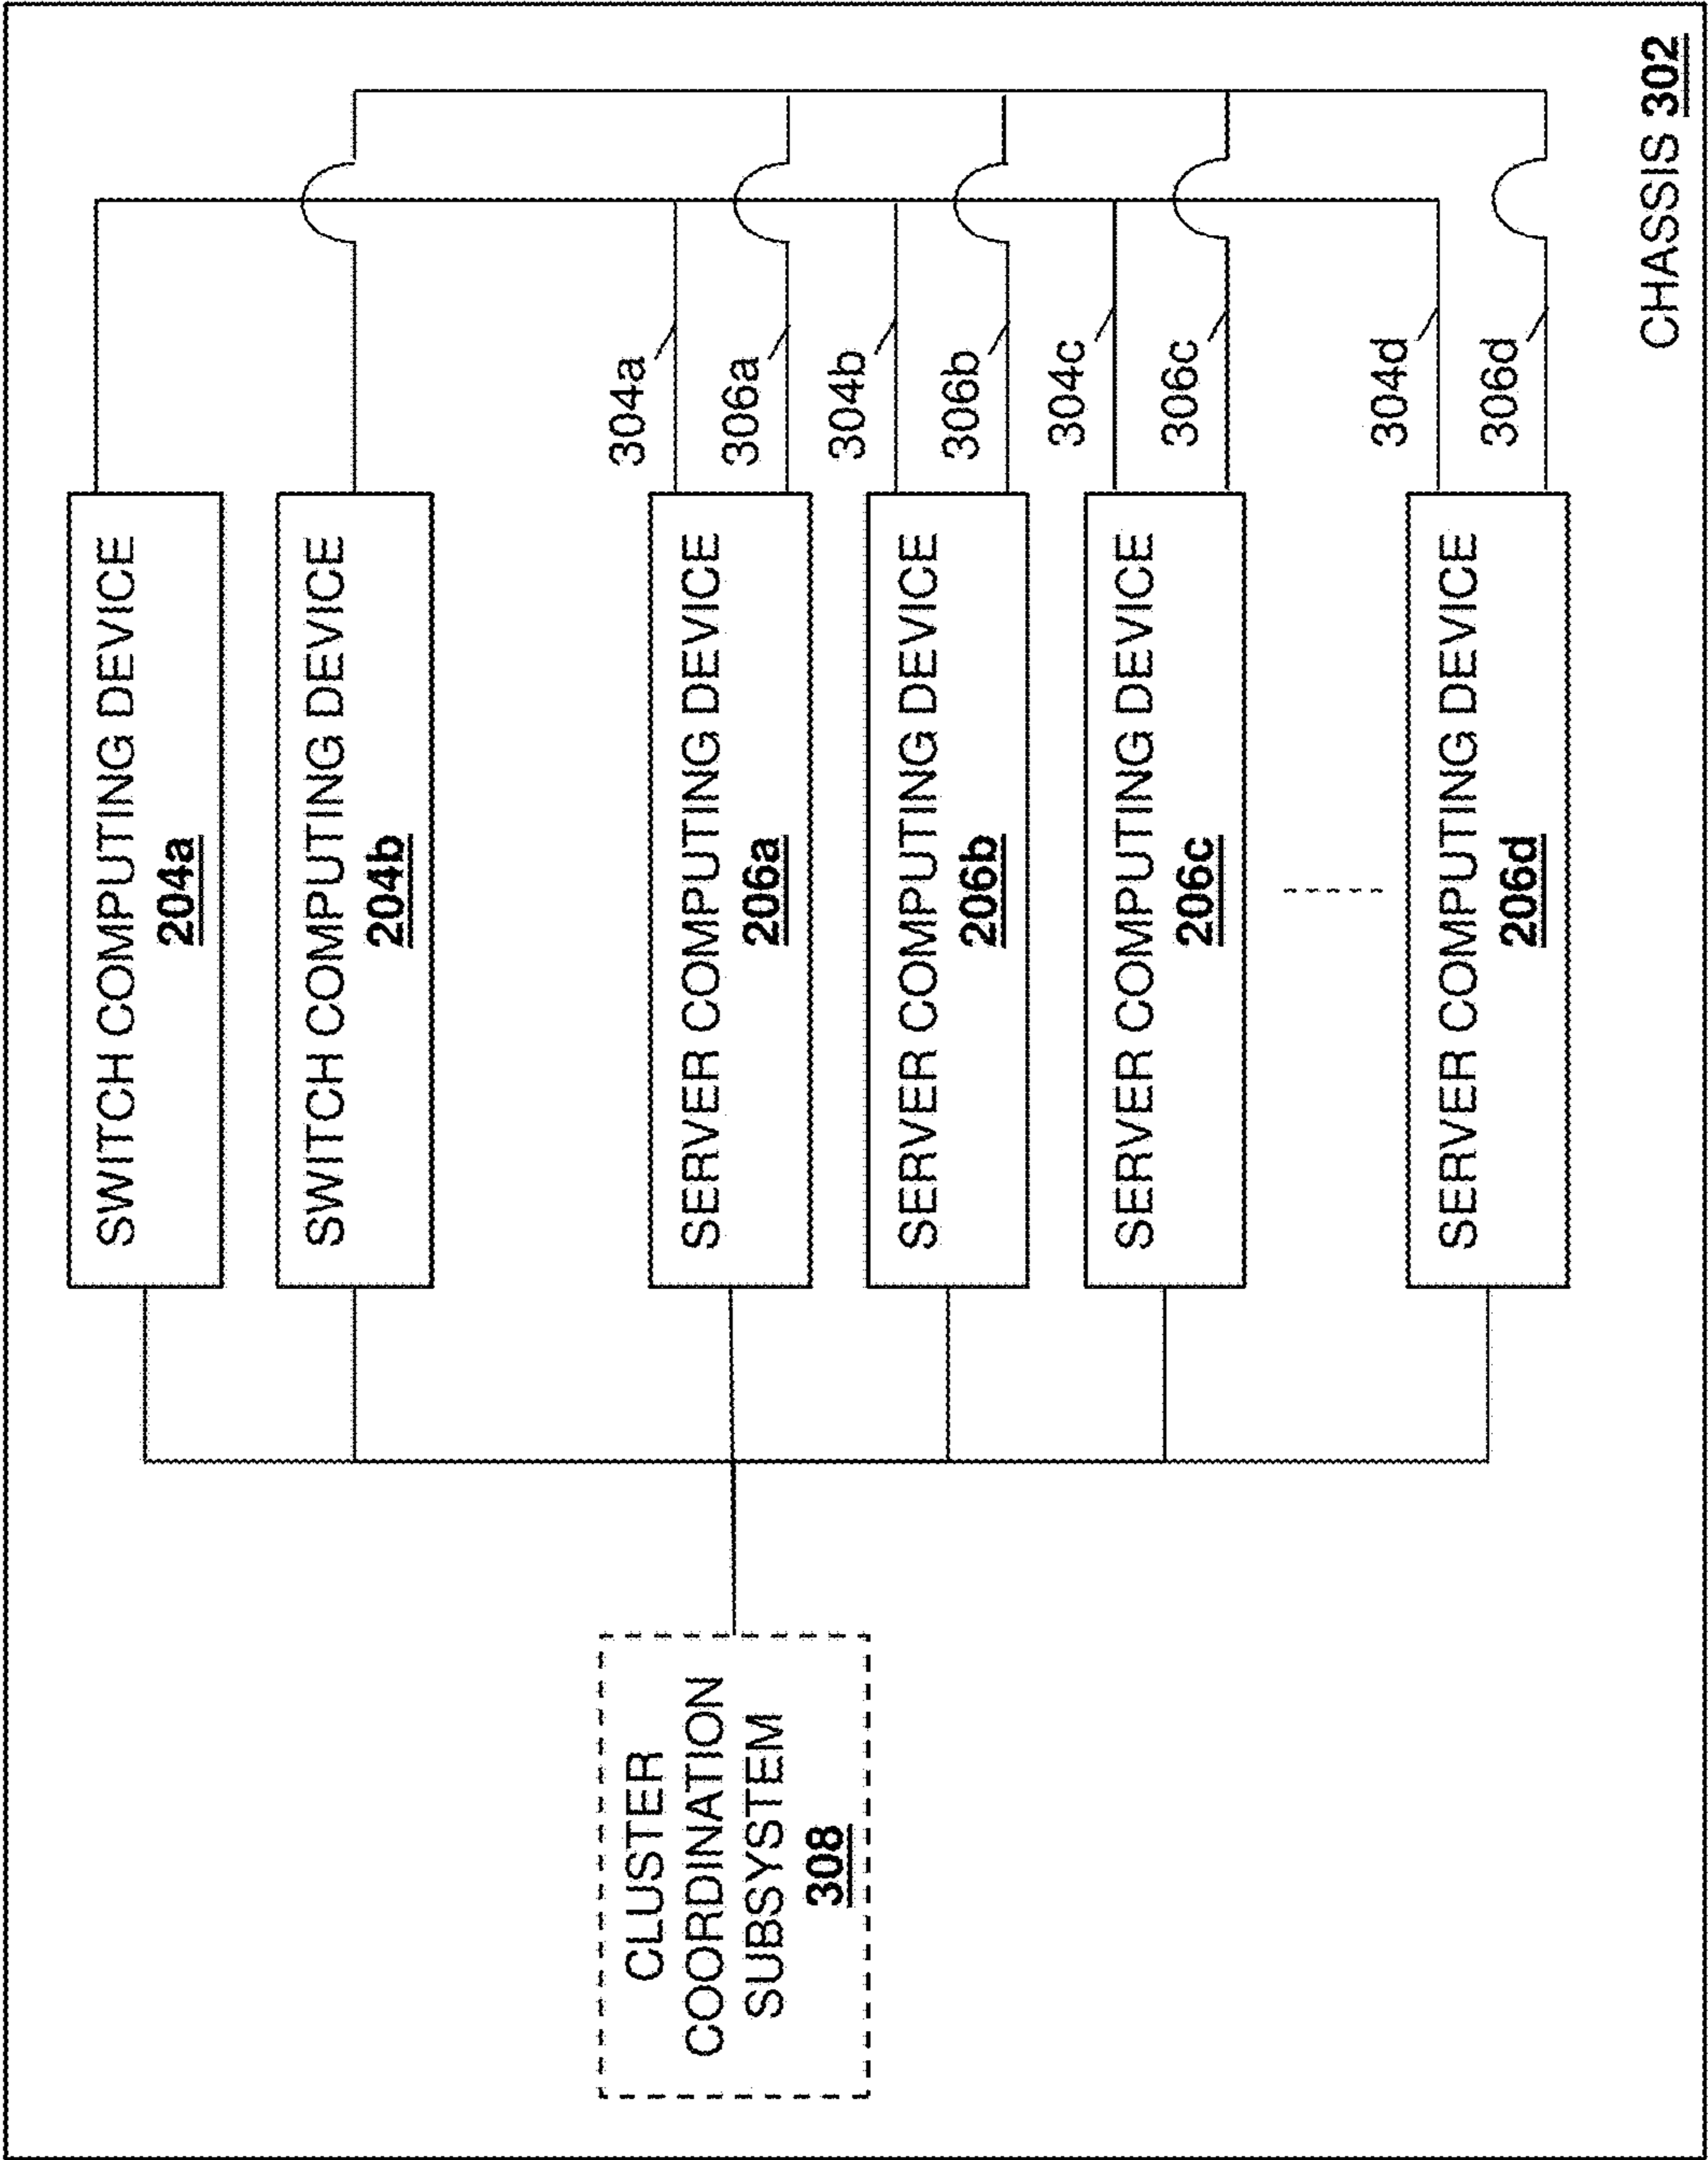 SWITCH COMPUTING DEVICE
204a
SWITCH COMPUTING DEVICE
204b
304a
SERVER COMPUTING DEVICE
206a
306a
304b
SERVER COMPUTING DEVICE
206b
306b
304c
SERVER COMPUTING DEVICE
206c
306c
304d
SERVER COMPUTING DEVICE
206d
306d
CLUSTER
COORDINATION
SUBSYSTEM
308
CHASSIS 302